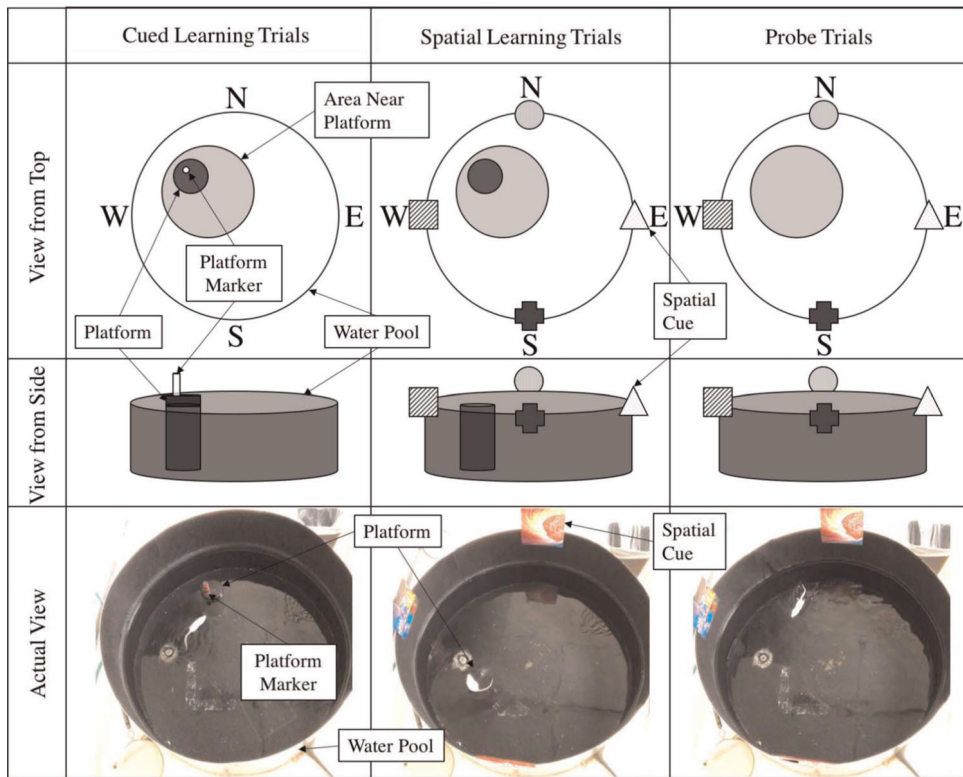 Cued Learning Trials
Spatial Learning Trials
Probe Trials
View from Top
N
W
E
S
Area Near
Platform
Platform
Marker
Platform
Water Pool
N
W
E
S
Spatial
Cue
N
W
E
S
View from Side
Actual View
Platform
Platform
Marker
Water Pool
Spatial
Cue